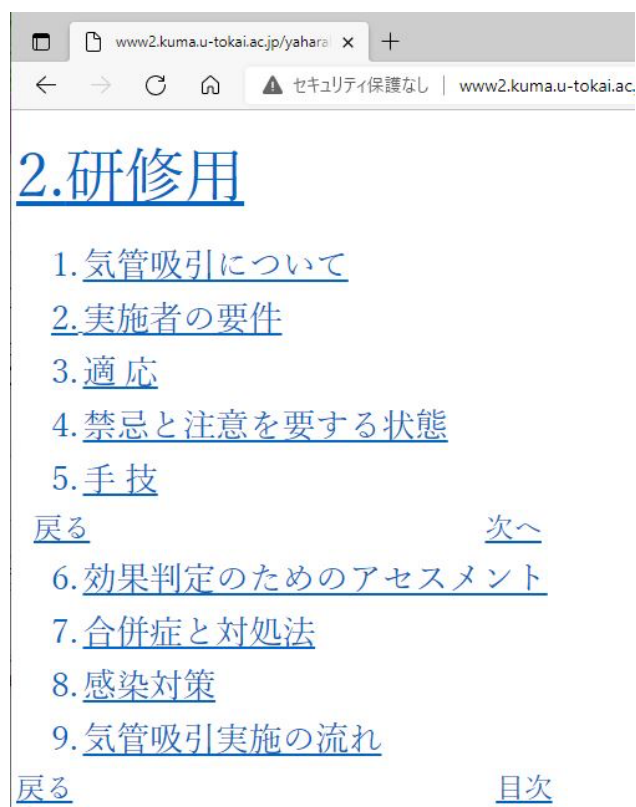 www2.kuma.u-tokai.ac.jp/yahara
セキュリティ保護なし | www2.kuma.u-tokai.ac.
2.研修用
1.気管吸引について
2.実施者の要件
3.適 応
4.禁忌と注意を要する状態
5.手 技
戻る 次へ
6.効果判定のためのアセスメント
7.合併症と対処法
8.感染対策
9.気管吸引実施の流れ
戻る 目次